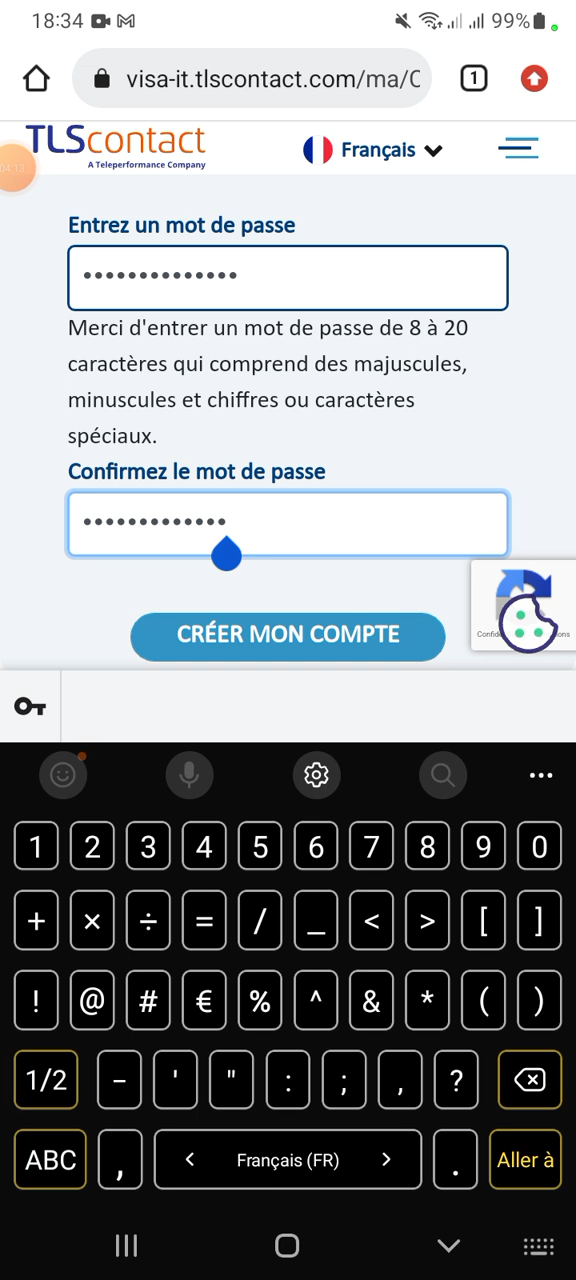 18:34
99%
visa-it.tlscontact.com/ma/C
1
TLScontact
A Teleperformance Company
Français
04:13
Entrez un mot de passe
••••••••••••••
Merci d'entrer un mot de passe de 8 à 20
caractères qui comprend des majuscules,
minuscules et chiffres ou caractères
spéciaux.
Confirmez le mot de passe
•••••••••••••
CRÉER MON COMPTE
1 2 3 4 5 6 7 8 9 0
+ × ÷ = / _ < > [ ]
! @ # € % ^ & * ( )
1/2 - ' " : ; , ?
ABC , < Français (FR) > . Aller à